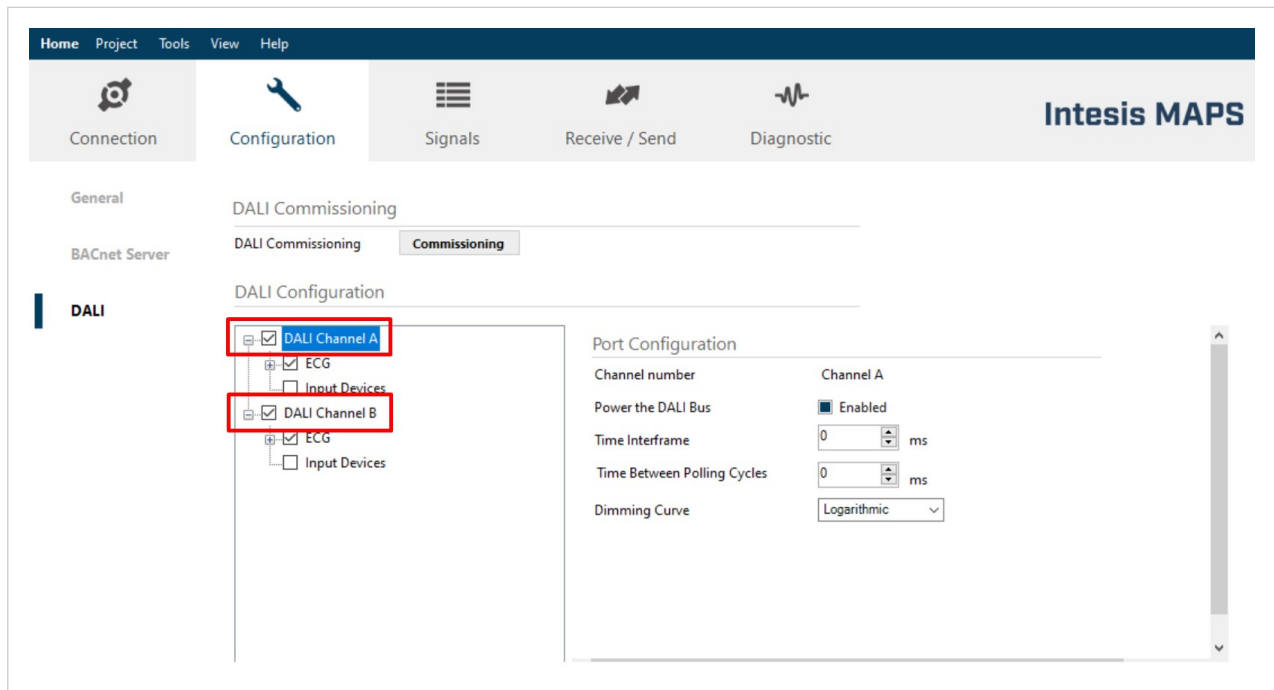 Home Project Tools View Help
Connection Configuration Signals Receive / Send Diagnostic
Intesis MAPS
General
BACnet Server
DALI
DALI Commissioning
DALI Commissioning Commissioning
DALI Configuration
DALI Channel A
ECG
Input Devices
DALI Channel B
ECG
Input Devices
Port Configuration
Channel number Channel A
Power the DALI Bus Enabled
Time Interframe 0 ms
Time Between Polling Cycles 0 ms
Dimming Curve Logarithmic